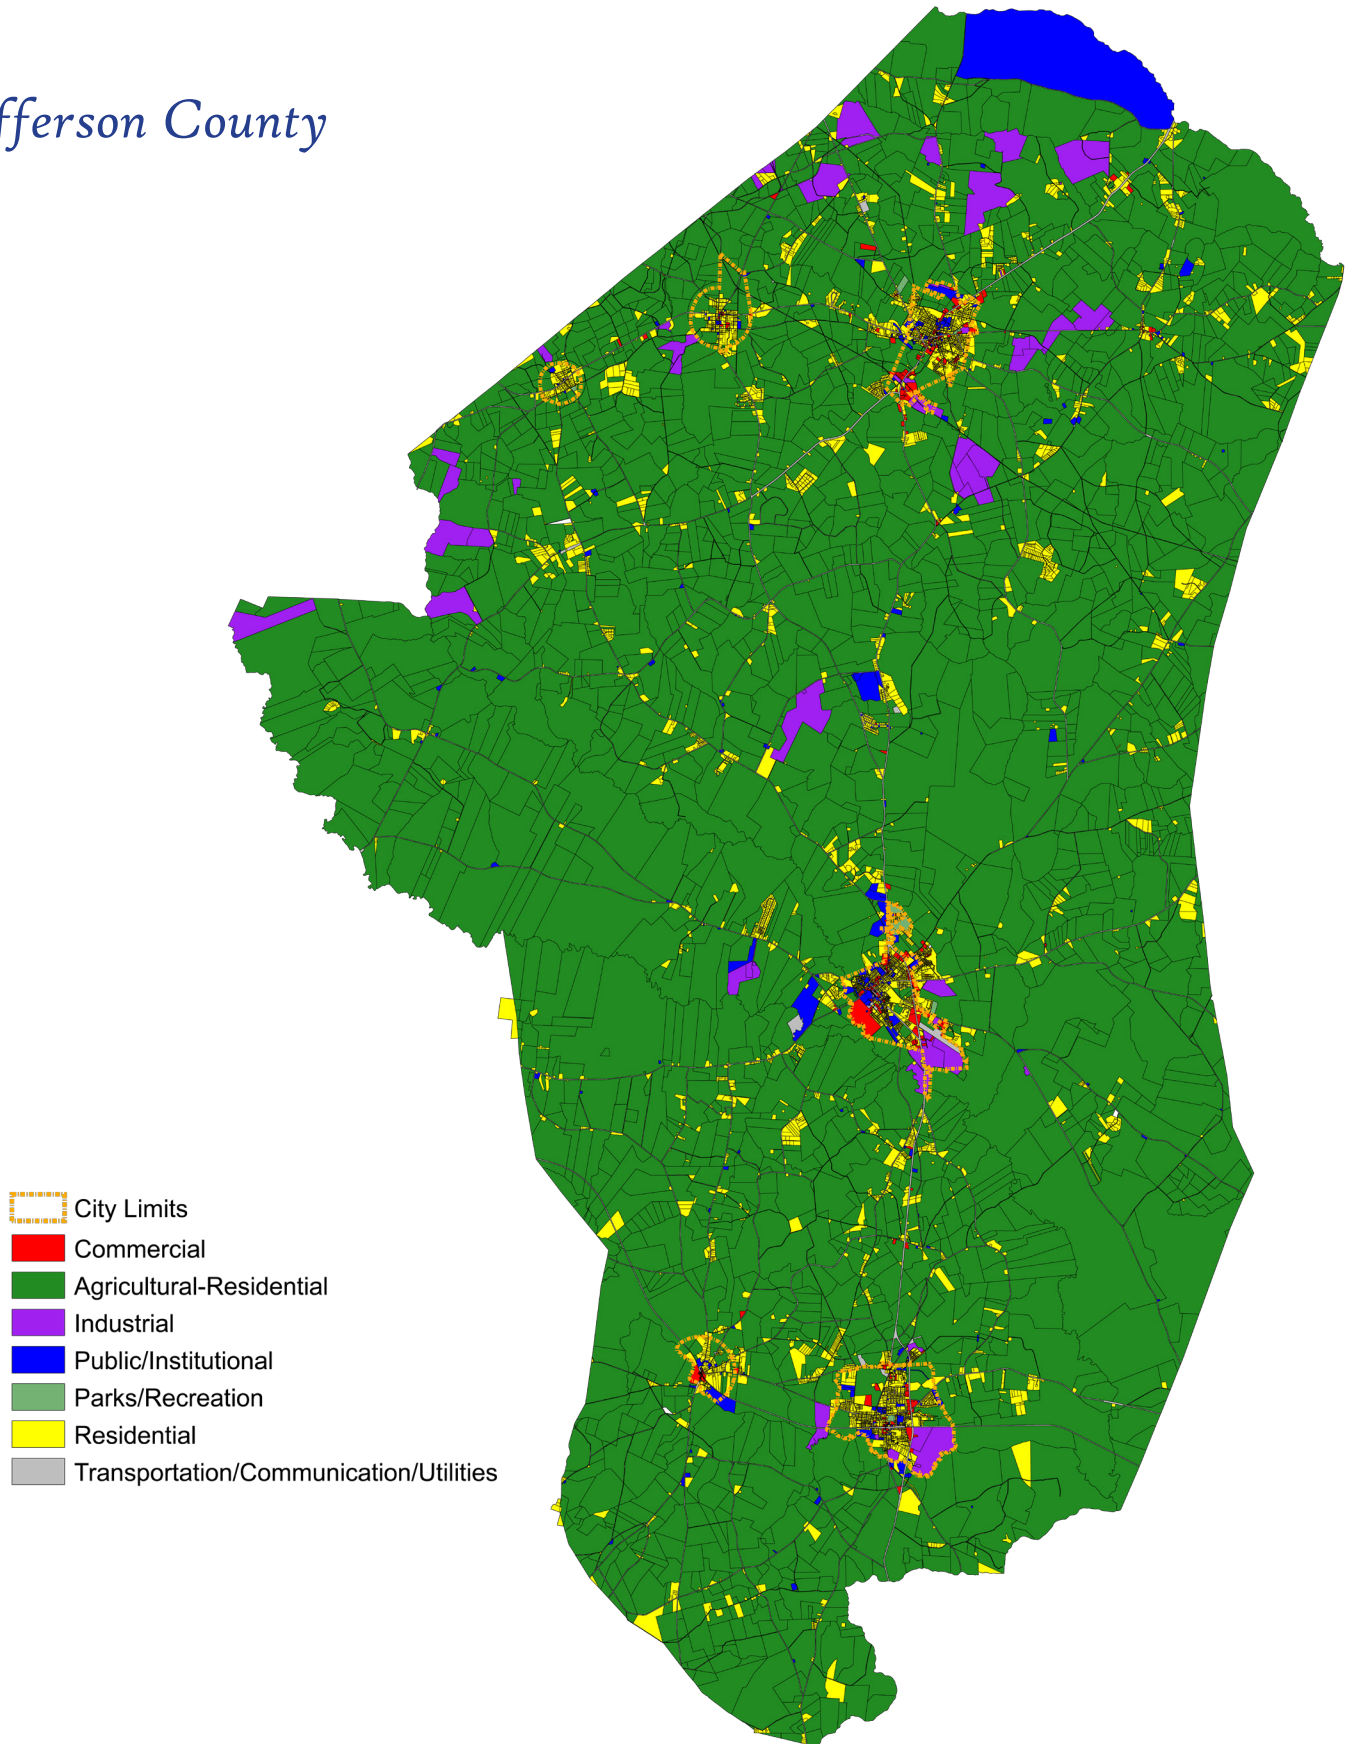 fferson County
City Limits
Commercial
Agricultural-Residential
Industrial
Public/Institutional
Parks/Recreation
Residential
Transportation/Communication/Utilities